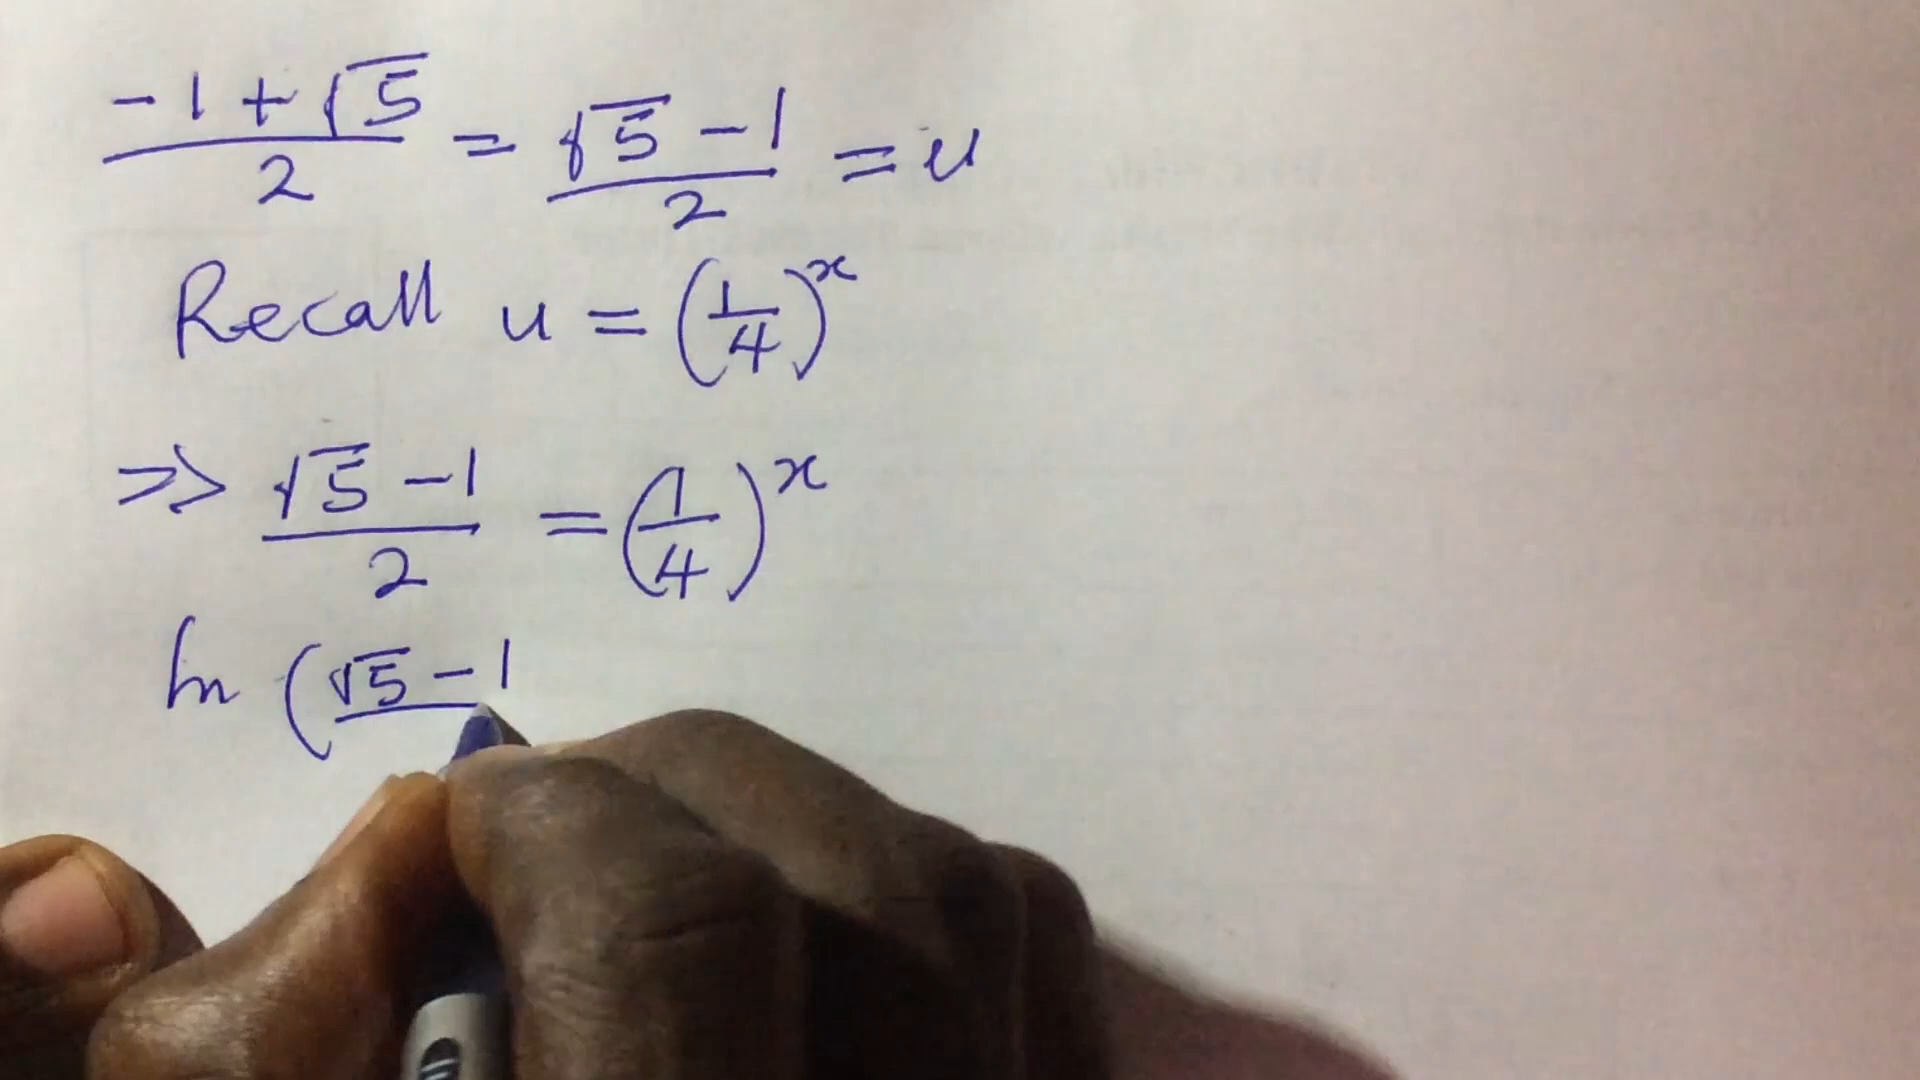 (-1+√5)/2 = (√5-1)/2 = u
Recall u = (1/4)^x
⇒> (√5-1)/2 = (1/4)^x
ln (√5-1